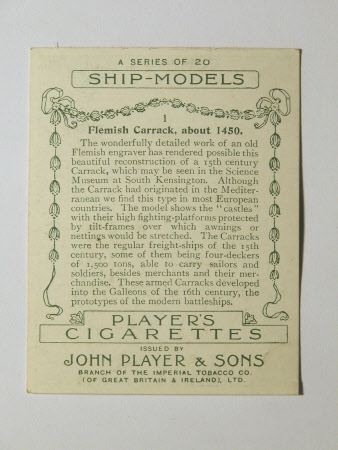 A SERIES OF 20
SHIP-MODELS
1
Flemish Carrack, about 1450.
The wonderfully detailed work of an old
Flemish engraver has rendered possible this
beautiful reconstruction of a 15th century
Carrack, which may be seen in the Science
Museum at South Kensington. Although
the Carrack had originated in the Mediter-
ranean we find this type in most European
countries. The model shows the "castles"
with their high fighting-platforms protected
by tilt-frames over which awnings or
nettings would be stretched. The Carracks
were the regular freight-ships of the 15th
century, some of them being four-deckers
of 1,500 tons, able to carry sailors and
soldiers, besides merchants and their mer-
chandise. These armed Carracks developed
into the Galleons of the 16th century, the
prototypes of the modern battleships.
PLAYER'S
CIGARETTES
ISSUED BY
JOHN PLAYER & SONS
BRANCH OF THE IMPERIAL TOBACCO CO.
(OF GREAT BRITAIN & IRELAND), LTD.